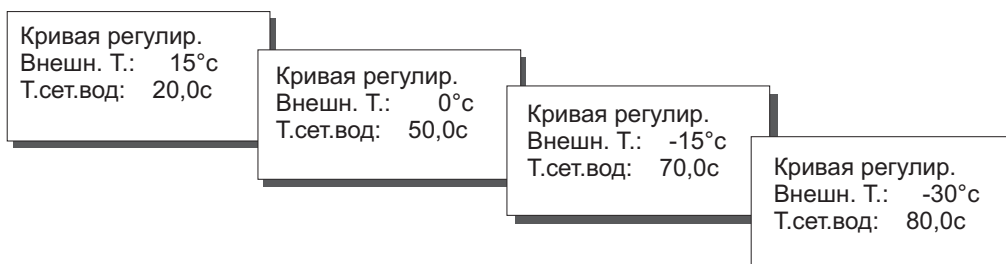 Кривая регулир.
Внешн. Т.: 15°с
Т.сет.вод: 20,0с
Кривая регулир.
Внешн. Т.: 0°с
Т.сет.вод: 50,0с
Кривая регулир.
Внешн. Т.: -15°с
Т.сет.вод: 70,0с
Кривая регулир.
Внешн. Т.: -30°с
Т.сет.вод: 80,0с